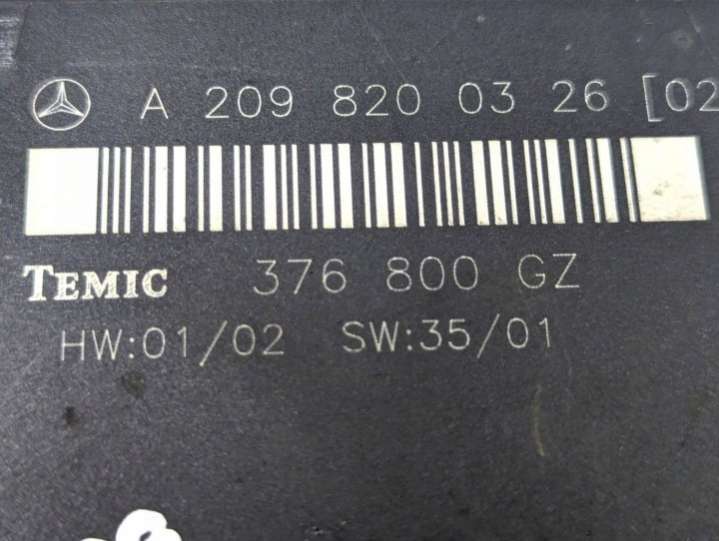 A 209 820 03 26 [02
TEMIC 376 800 GZ
HW:01/02 SW:35/01